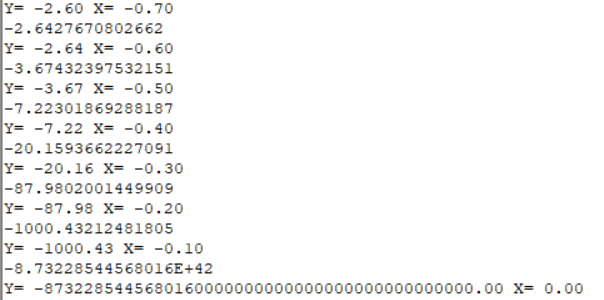 Y= -2.60 X= -0.70
-2.6427670802662
Y= -2.64 X= -0.60
-3.67432397532151
Y= -3.67 X= -0.50
-7.22301869288187
Y= -7.22 X= -0.40
-20.1593662227091
Y= -20.16 X= -0.30
-87.9802001449909
Y= -87.98 X= -0.20
-1000.43212481805
Y= -1000.43 X= -0.10
-8.73228544568016E+42
Y= -8732285445680160000000000000000000000000000.00 X= 0.00